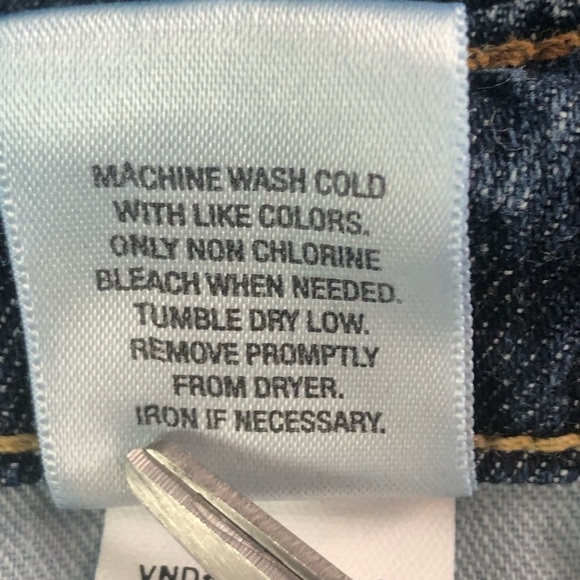 MACHINE WASH COLD
WITH LIKE COLORS.
ONLY NON CHLORINE
BLEACH WHEN NEEDED.
TUMBLE DRY LOW.
REMOVE PROMPTLY
FROM DRYER.
IRON IF NECESSARY.